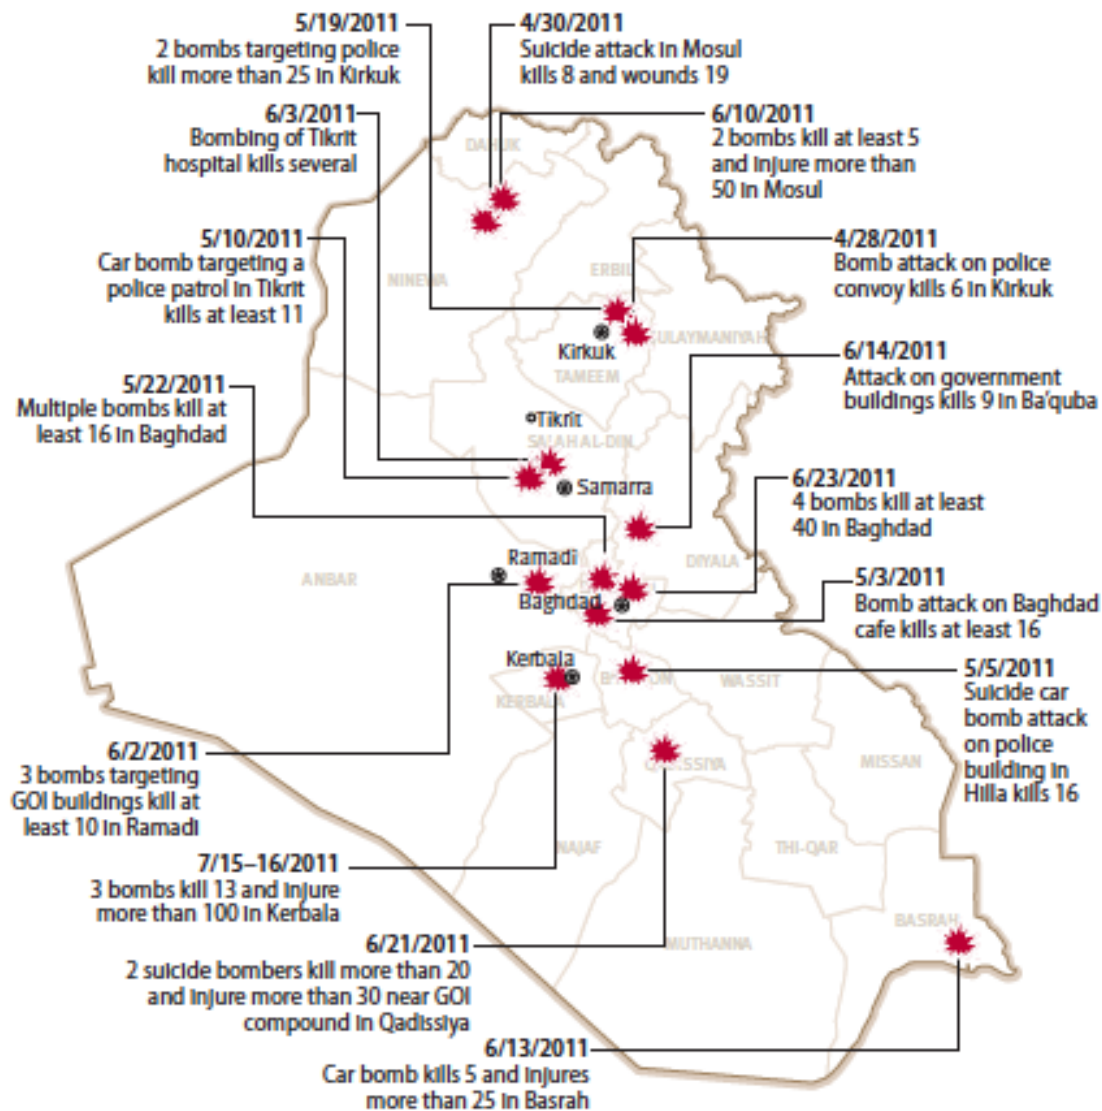 5/19/2011
2 bombs targeting police
kill more than 25 in Kirkuk
4/30/2011
Suicide attack in Mosul
kills 8 and wounds 19
6/3/2011
Bombing of Tikrit
hospital kills several
6/10/2011
2 bombs kill at least 5
and injure more than
50 in Mosul
DAHUK
5/10/2011
Car bomb targeting a
police patrol in Tikrit
kills at least 11
4/28/2011
Bomb attack on police
convoy kills 6 in Kirkuk
NINEWA
ERBIL
Kirkuk
ULAYMANIYAH
TAMEEM
6/14/2011
Attack on government
buildings kills 9 in Ba'quba
5/22/2011
Multiple bombs kill at
least 16 in Baghdad
Tikrit
SALAH AL-DIN
Samarra
6/23/2011
4 bombs kill at least
40 in Baghdad
Ramadi
ANBAR
DIYALA
Baghdad
5/3/2011
Bomb attack on Baghdad
cafe kills at least 16
Kerbala
KERBALA
WASSIT
5/5/2011
Suicide car
bomb attack
on police
building in
Hilla kills 16
6/2/2011
3 bombs targeting
GOI buildings kill at
least 10 in Ramadi
SSIYA
MISSAN
NAJAF
THI-QAR
7/15–16/2011
3 bombs kill 13 and injure
more than 100 in Kerbala
BASRAH
MUTHANNA
6/21/2011
2 suicide bombers kill more than 20
and injure more than 30 near GOI
compound in Qadissiya
6/13/2011
Car bomb kills 5 and injures
more than 25 in Basrah